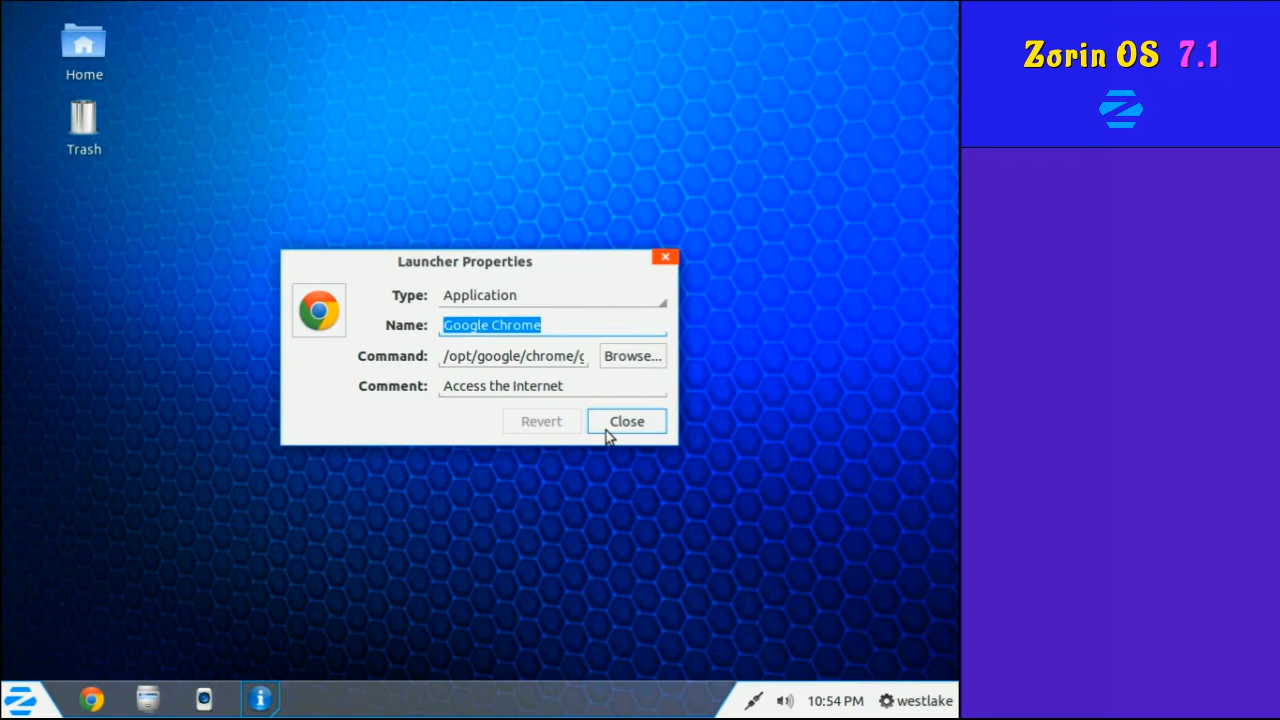 Home
Trash
Zorin OS 7.1
Launcher Properties
Type: Application
Name: Google Chrome
Command: /opt/google/chrome/g Browse...
Comment: Access the Internet
Revert Close
10:54 PM westlake